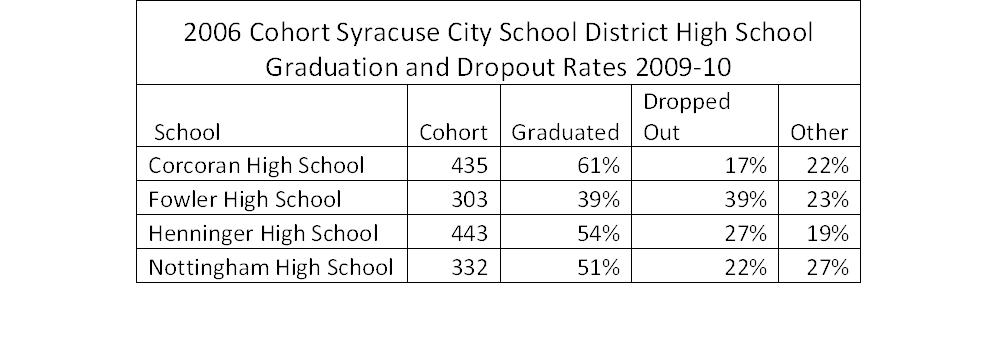 2006 Cohort Syracuse City School District High School
Graduation and Dropout Rates 2009-10
School Cohort Graduated Dropped Out Other
Corcoran High School 435 61% 17% 22%
Fowler High School 303 39% 39% 23%
Henninger High School 443 54% 27% 19%
Nottingham High School 332 51% 22% 27%